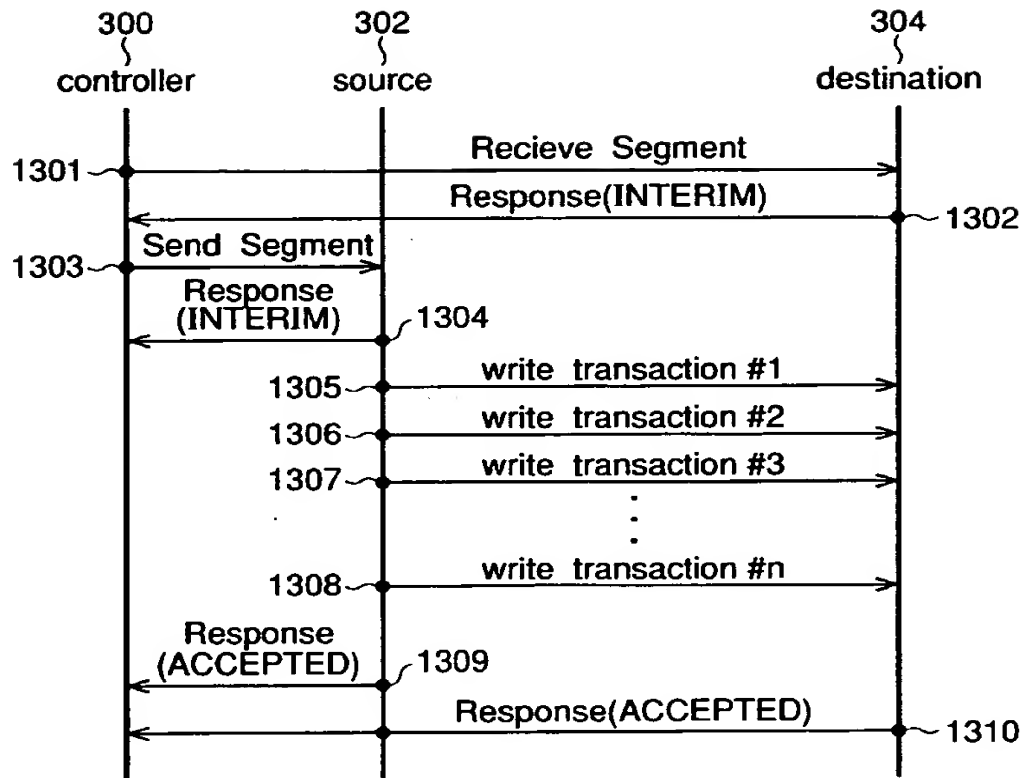 300 302 304
controller source destination
1301 Recieve Segment
Response(INTERIM) 1302
1303 Send Segment
Response
(INTERIM) 1304
1305 write transaction #1
1306 write transaction #2
1307 write transaction #3
1308 write transaction #n
Response
(ACCEPTED) 1309
Response(ACCEPTED) 1310